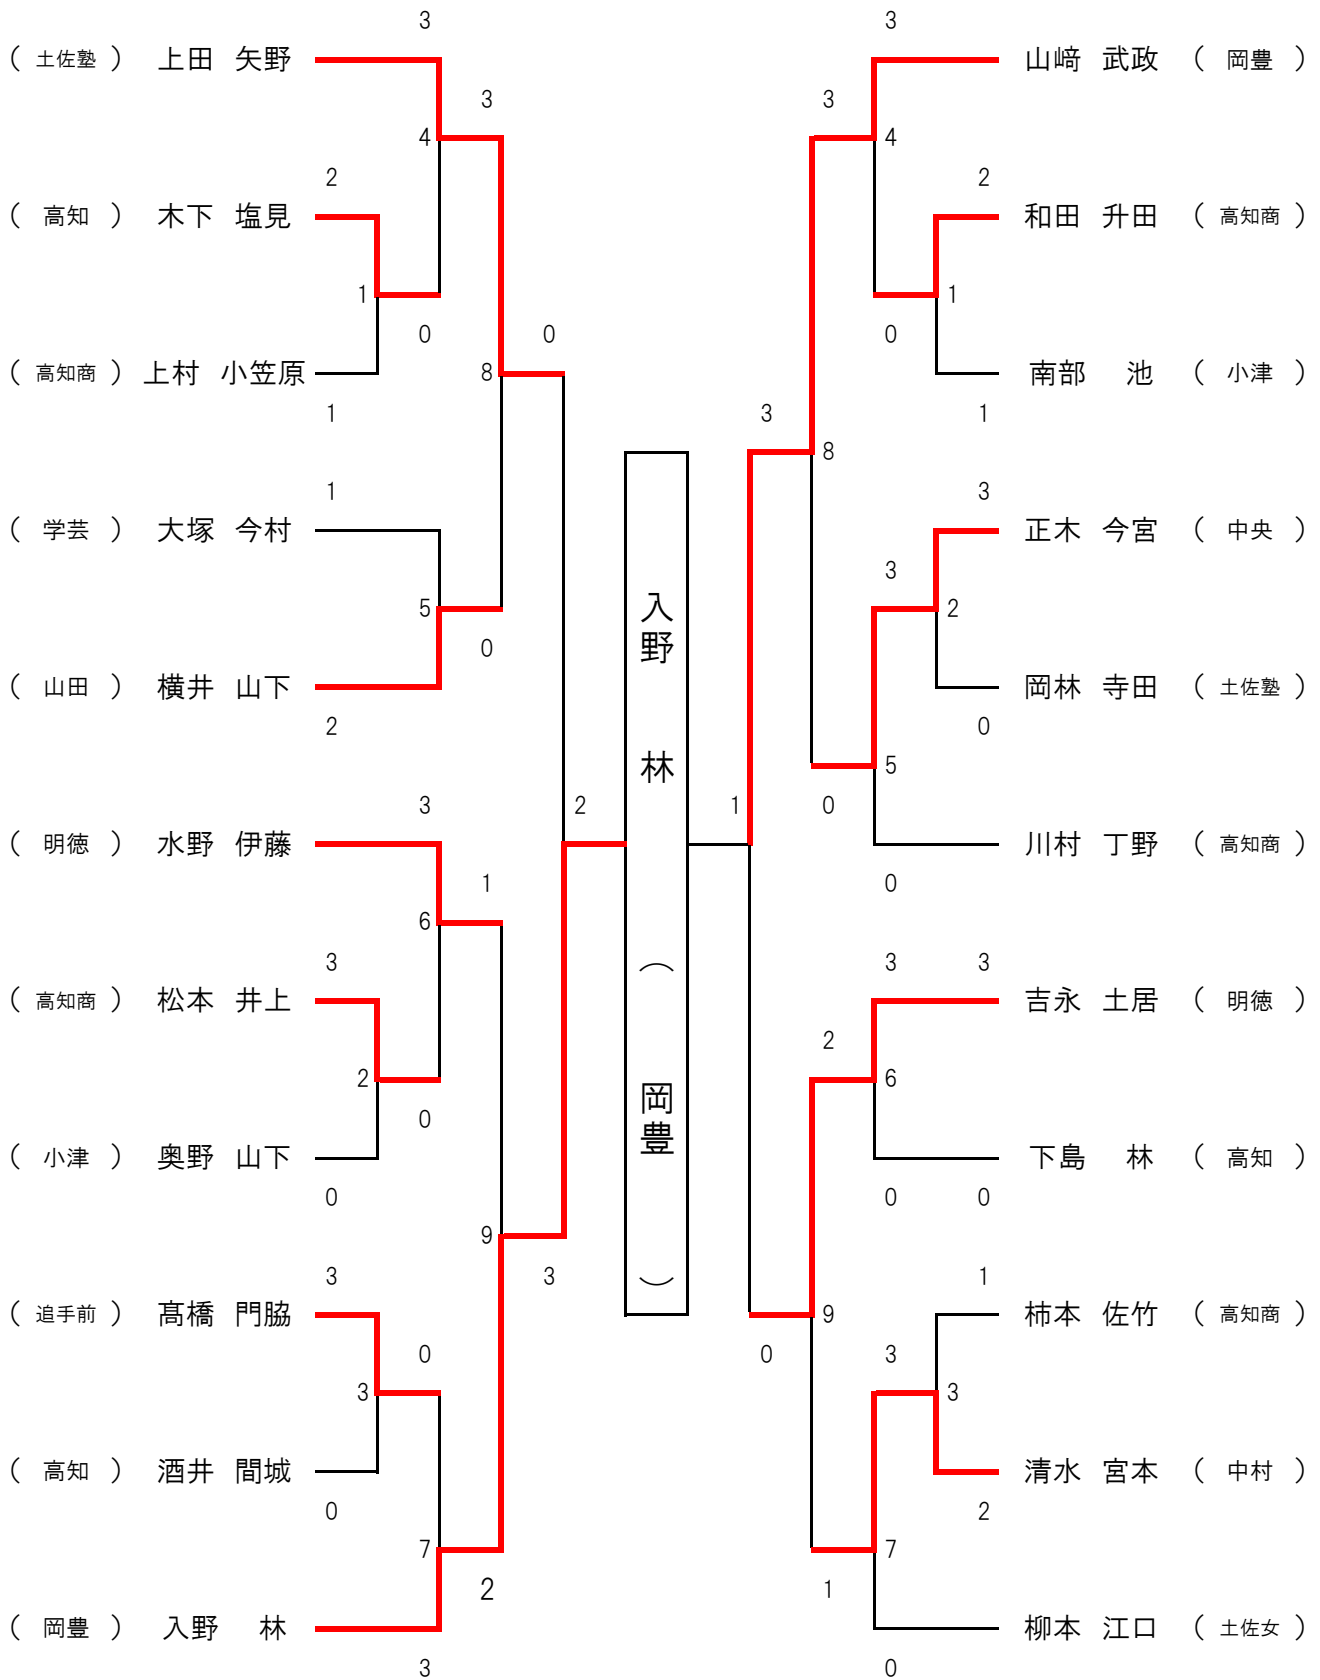 3
( 土佐塾 ) 上田 矢野
3
4
2
( 高知 ) 木下 塩見
1
0
0
( 高知商 ) 上村 小笠原
8
1
1
( 学芸 ) 大塚 今村
5
0
( 山田 ) 横井 山下
2
3
2
( 明徳 ) 水野 伊藤
1
6
3
( 高知商 ) 松本 井上
2
0
( 小津 ) 奥野 山下
0
9
3
3
( 追手前 )髙橋 門脇
0
3
( 高知 ) 酒井 間城
0
7
2
( 岡豊 ) 入野 林
3
入野 林 ( 岡豊 )
3
山﨑 武政 ( 岡豊 )
3
4
2
和田 升田 ( 高知商 )
1
0
南部 池 ( 小津 )
3
1
8
3
正木 今宮 ( 中央 )
3
2
岡林 寺田 ( 土佐塾 )
0
5
1
0
川村 丁野 ( 高知商 )
0
3 3
吉永 土居 ( 明徳 )
2
6
下島 林 ( 高知 )
0 0
1
柿本 佐竹 ( 高知商 )
9
0
3
3
清水 宮本 ( 中村 )
2
7
1
柳本 江口 ( 土佐女 )
0